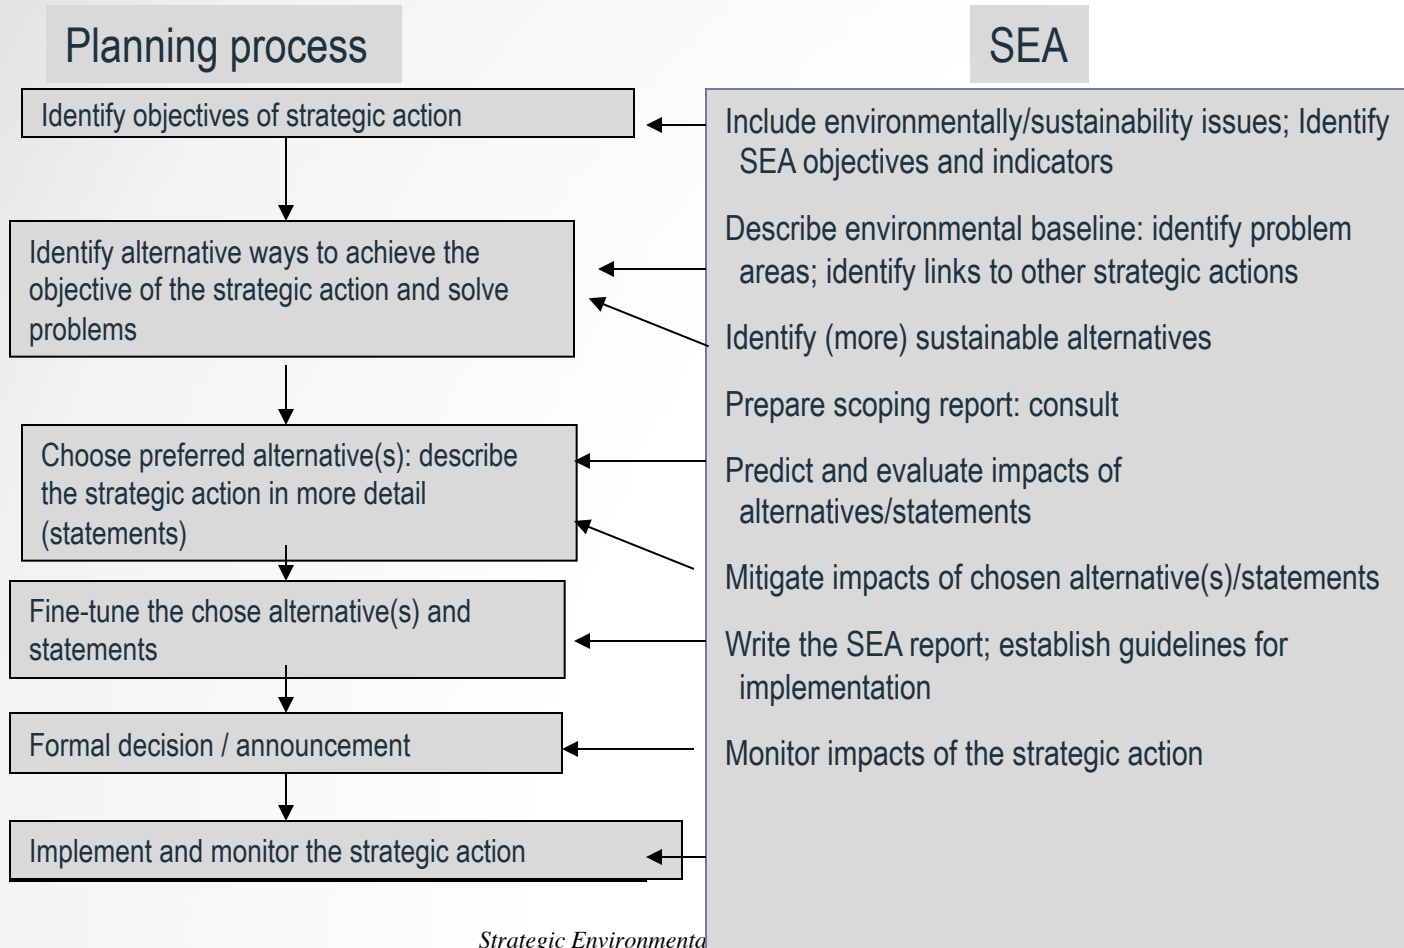 Planning process
SEA
Identify objectives of strategic action
Identify alternative ways to achieve the
objective of the strategic action and solve
problems
Choose preferred alternative(s): describe
the strategic action in more detail
(statements)
Fine-tune the chose alternative(s) and
statements
Formal decision / announcement
Implement and monitor the strategic action
Include environmentally/sustainability issues; Identify
SEA objectives and indicators
Describe environmental baseline: identify problem
areas; identify links to other strategic actions
Identify (more) sustainable alternatives
Prepare scoping report: consult
Predict and evaluate impacts of
alternatives/statements
Mitigate impacts of chosen alternative(s)/statements
Write the SEA report; establish guidelines for
implementation
Monitor impacts of the strategic action
Strategic